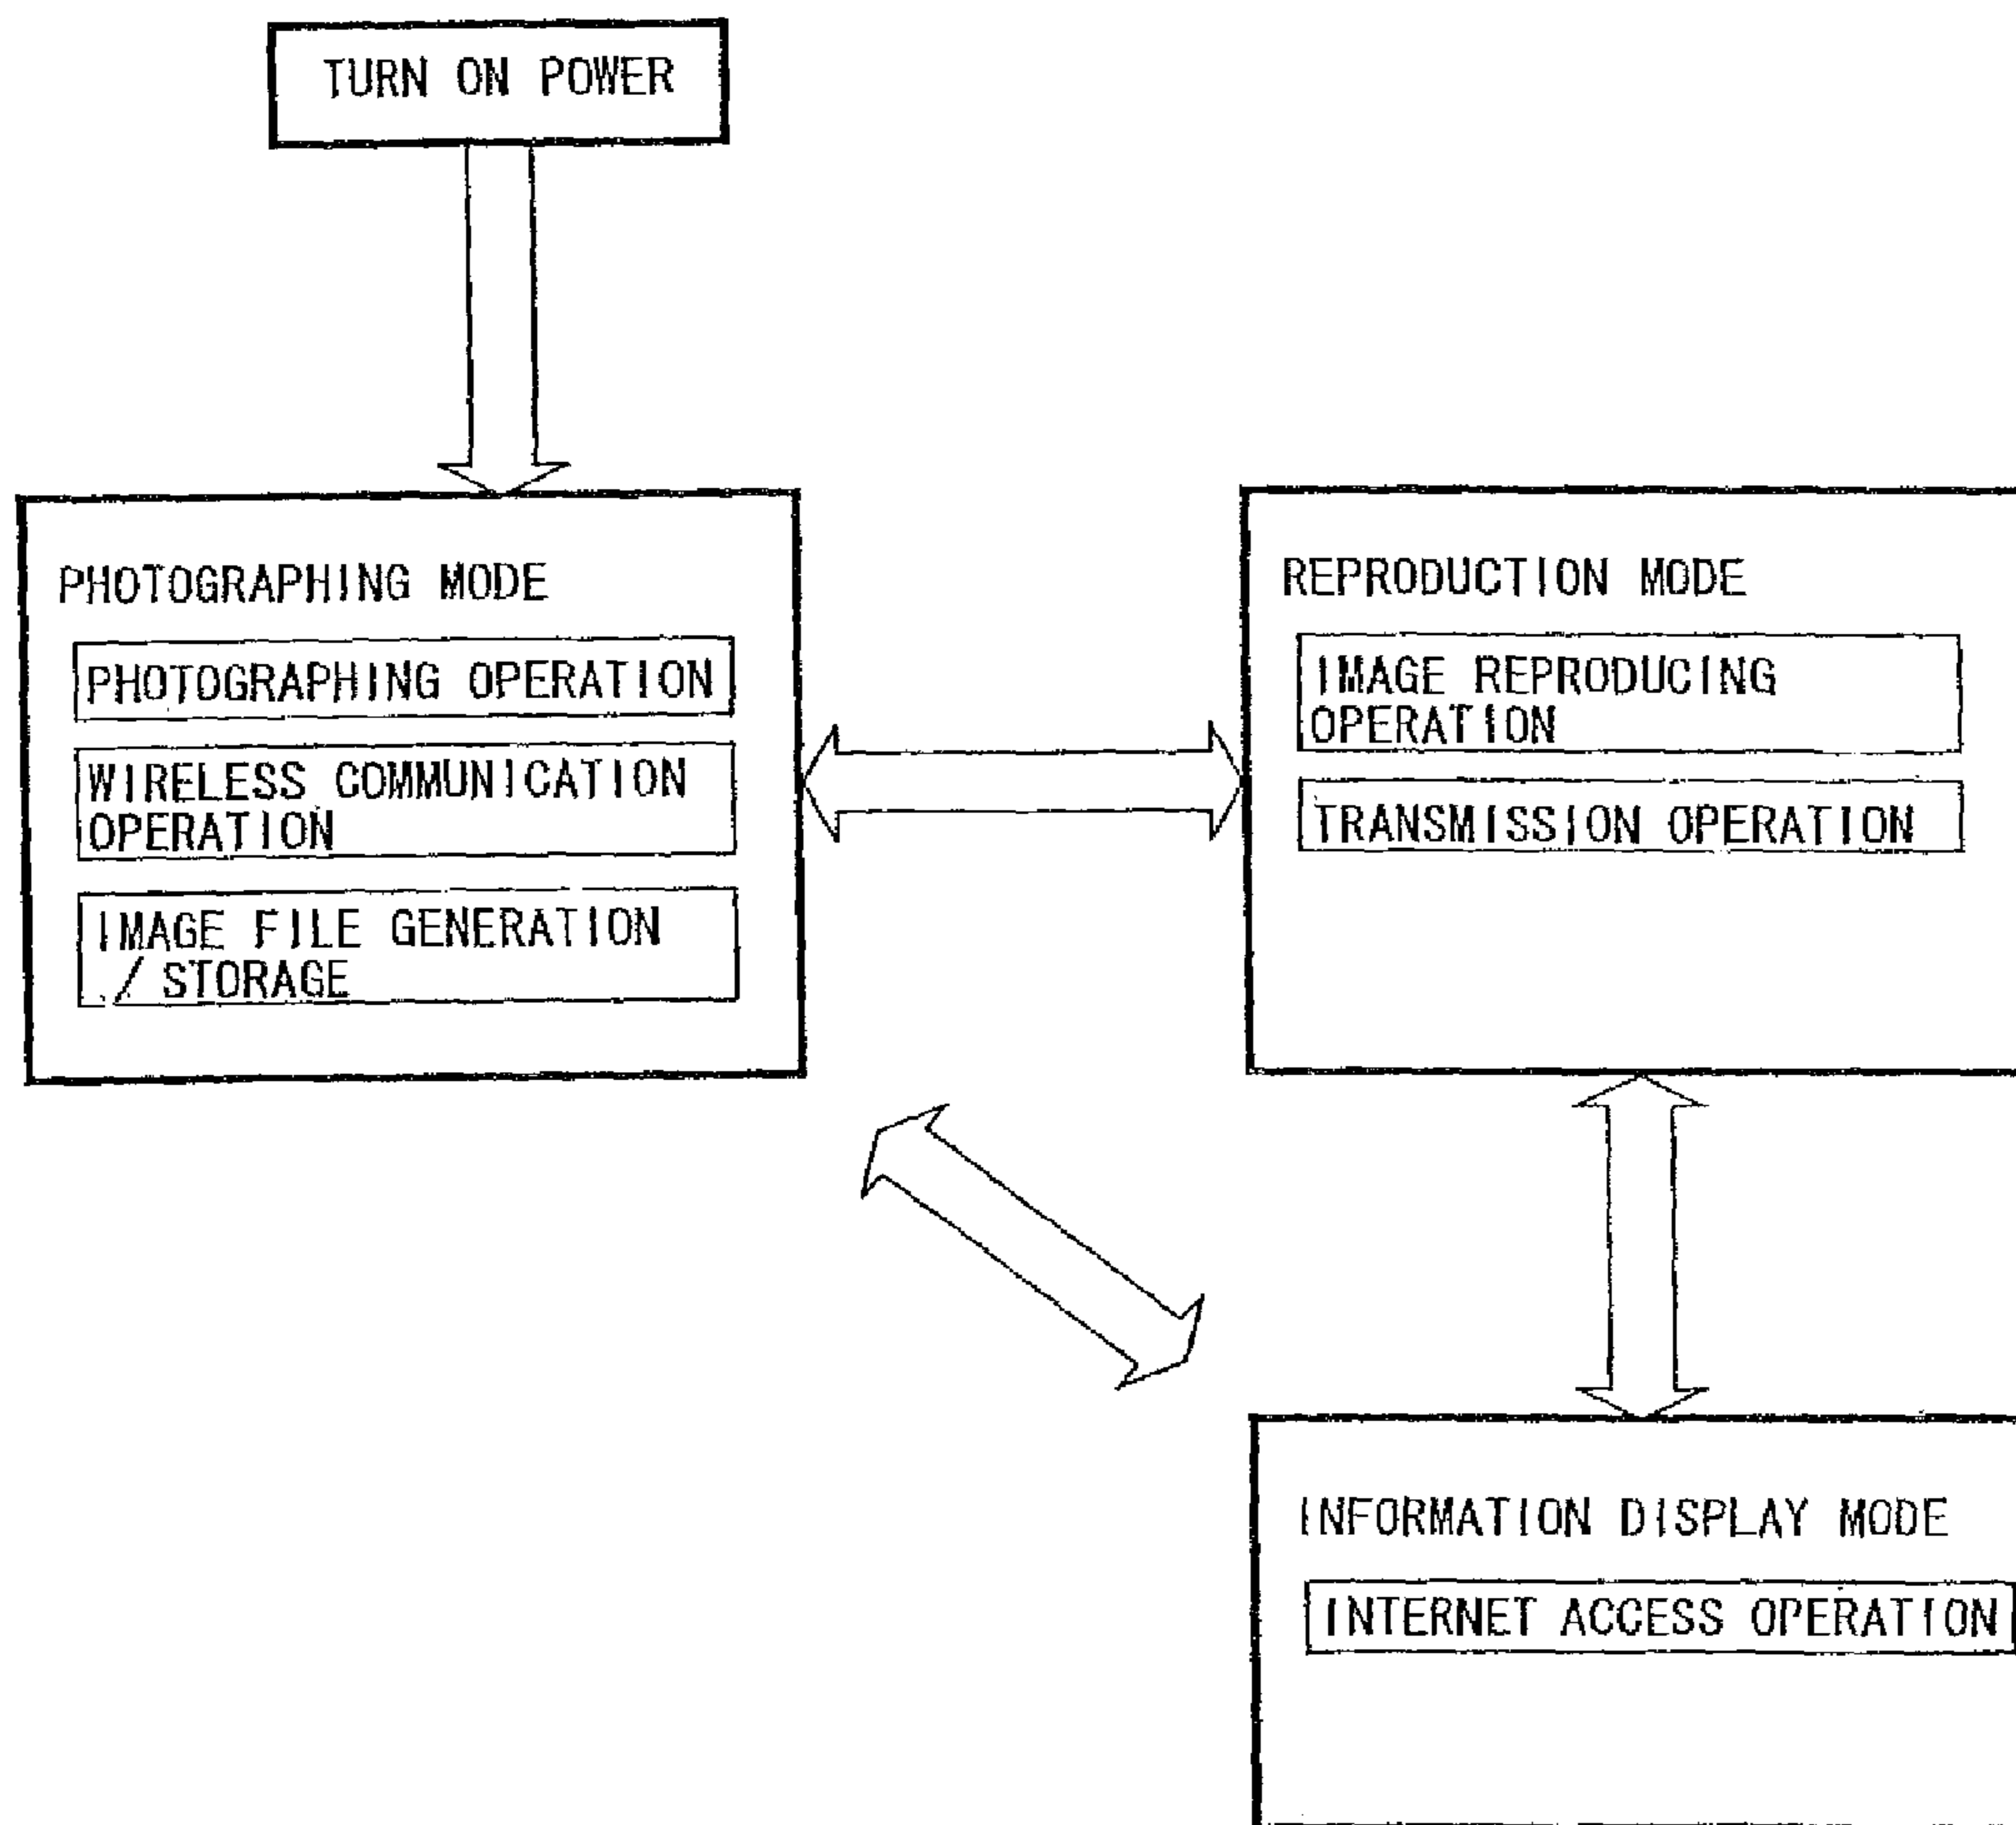 TURN ON POWER
PHOTOGRAPHING MODE
PHOTOGRAPHING OPERATION
WIRELESS COMMUNICATION
OPERATION
IMAGE FILE GENERATION
/ STORAGE
REPRODUCTION MODE
IMAGE REPRODUCING
OPERATION
TRANSMISSION OPERATION
INFORMATION DISPLAY MODE
INTERNET ACCESS OPERATION